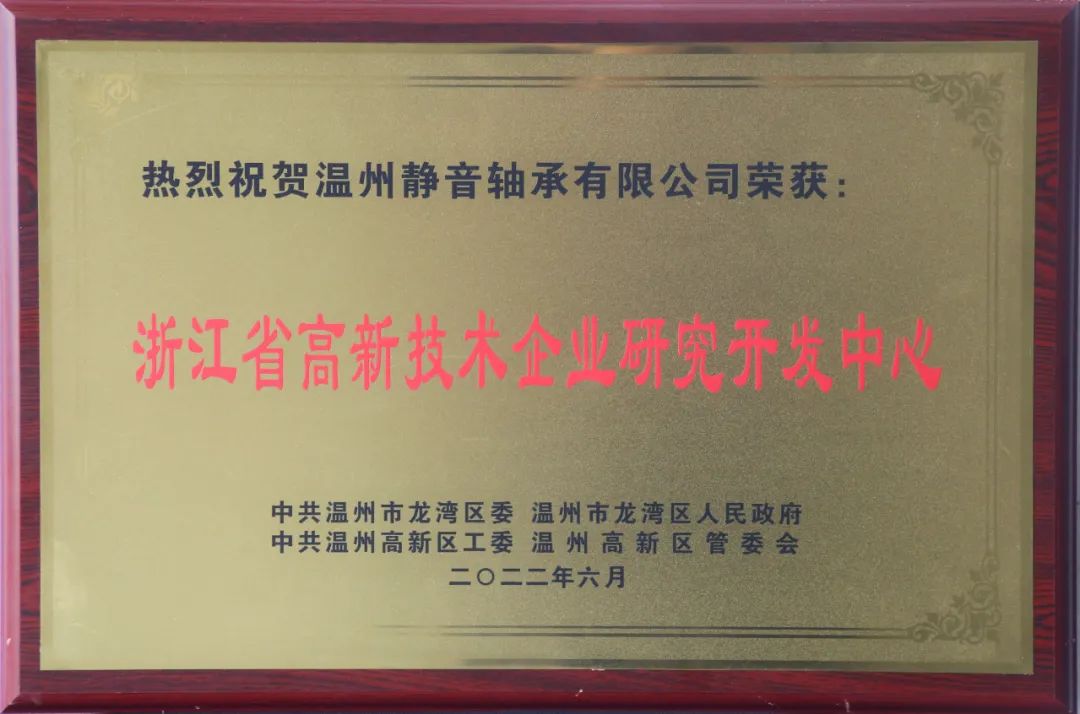 热烈祝贺温州静音轴承有限公司荣获：
浙江省高新技术企业研究开发中心
中共温州市龙湾区委 温州市龙湾区人民政府
中共温州高新区工委 温州高新区管委会
二〇二二年六月